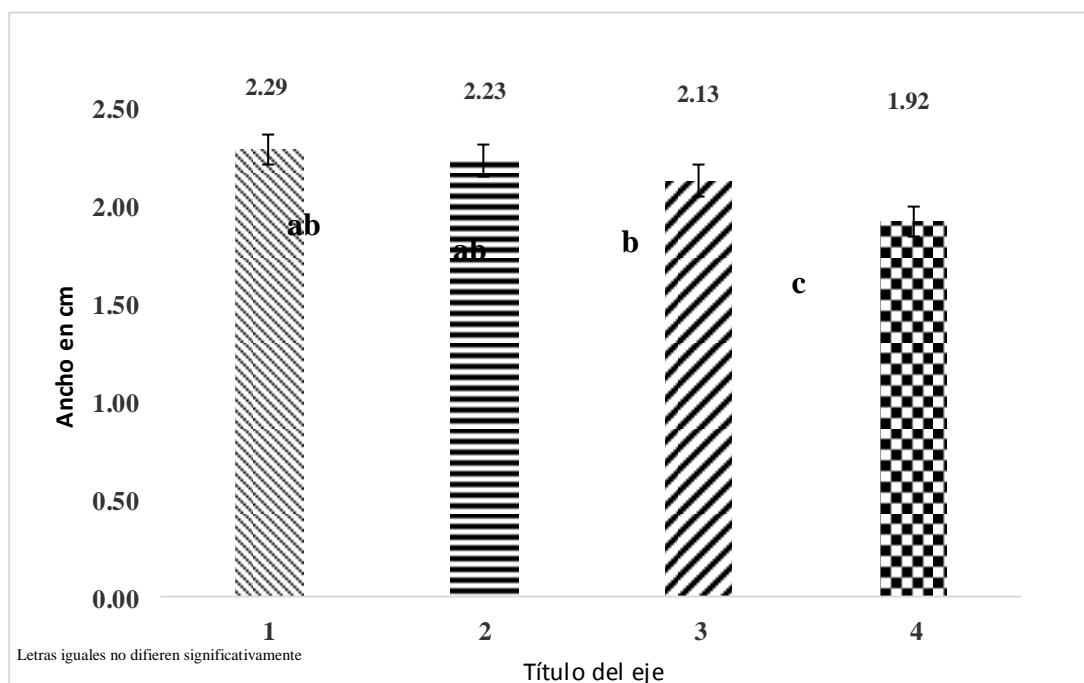 2.29
2.23
2.13
1.92
2.50
2.00
1.50
1.00
0.50
0.00
Ancho en cm
ab
ab
b
c
1
2
3
4
Letras iguales no difieren significativamente
Título del eje